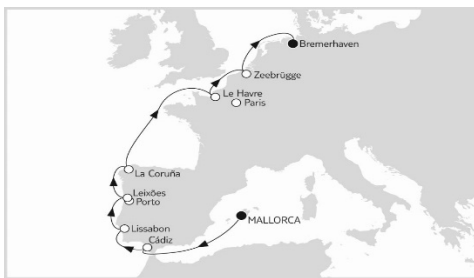 Bremerhaven
Zeebrügge
Le Havre
Paris
La Coruña
Leixões
Porto
MALLORCA
Lissabon
Cádiz